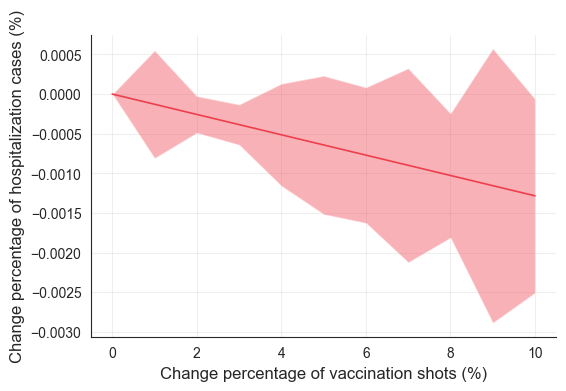 Change percentage of hospitalization cases (%)
0.0005
0.0000
−0.0005
−0.0010
−0.0015
−0.0020
−0.0025
−0.0030
0 2 4 6 8 10
Change percentage of vaccination shots (%)